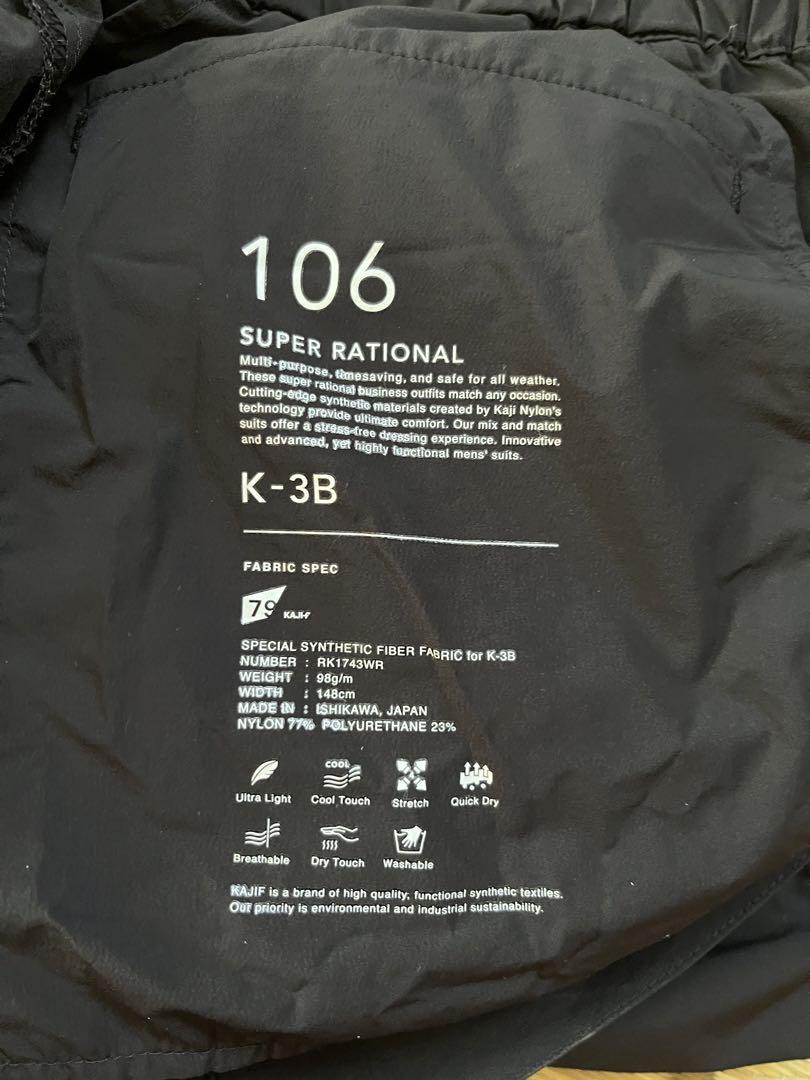 106
SUPER RATIONAL
Multi-purpose, timesaving, and safe for all weather.
These super rational business outfits match any occasion.
Cutting-edge synthetic materials created by Kaji Nylon's
technology provide ultimate comfort. Our mix and match
suits offer a stress-free dressing experience. Innovative
and advanced, yet highly functional mens' suits.
K-3B
FABRIC SPEC
79 KAJIF
SPECIAL SYNTHETIC FIBER FABRIC for K-3B
NUMBER : RK1743WR
WEIGHT : 98g/m
WIDTH : 148cm
MADE IN : ISHIKAWA, JAPAN
NYLON 77% POLYURETHANE 23%
COOL
Ultra Light Cool Touch Stretch Quick Dry
Breathable Dry Touch Washable
KAJIF is a brand of high quality, functional synthetic textiles.
Our priority is environmental and industrial sustainability.